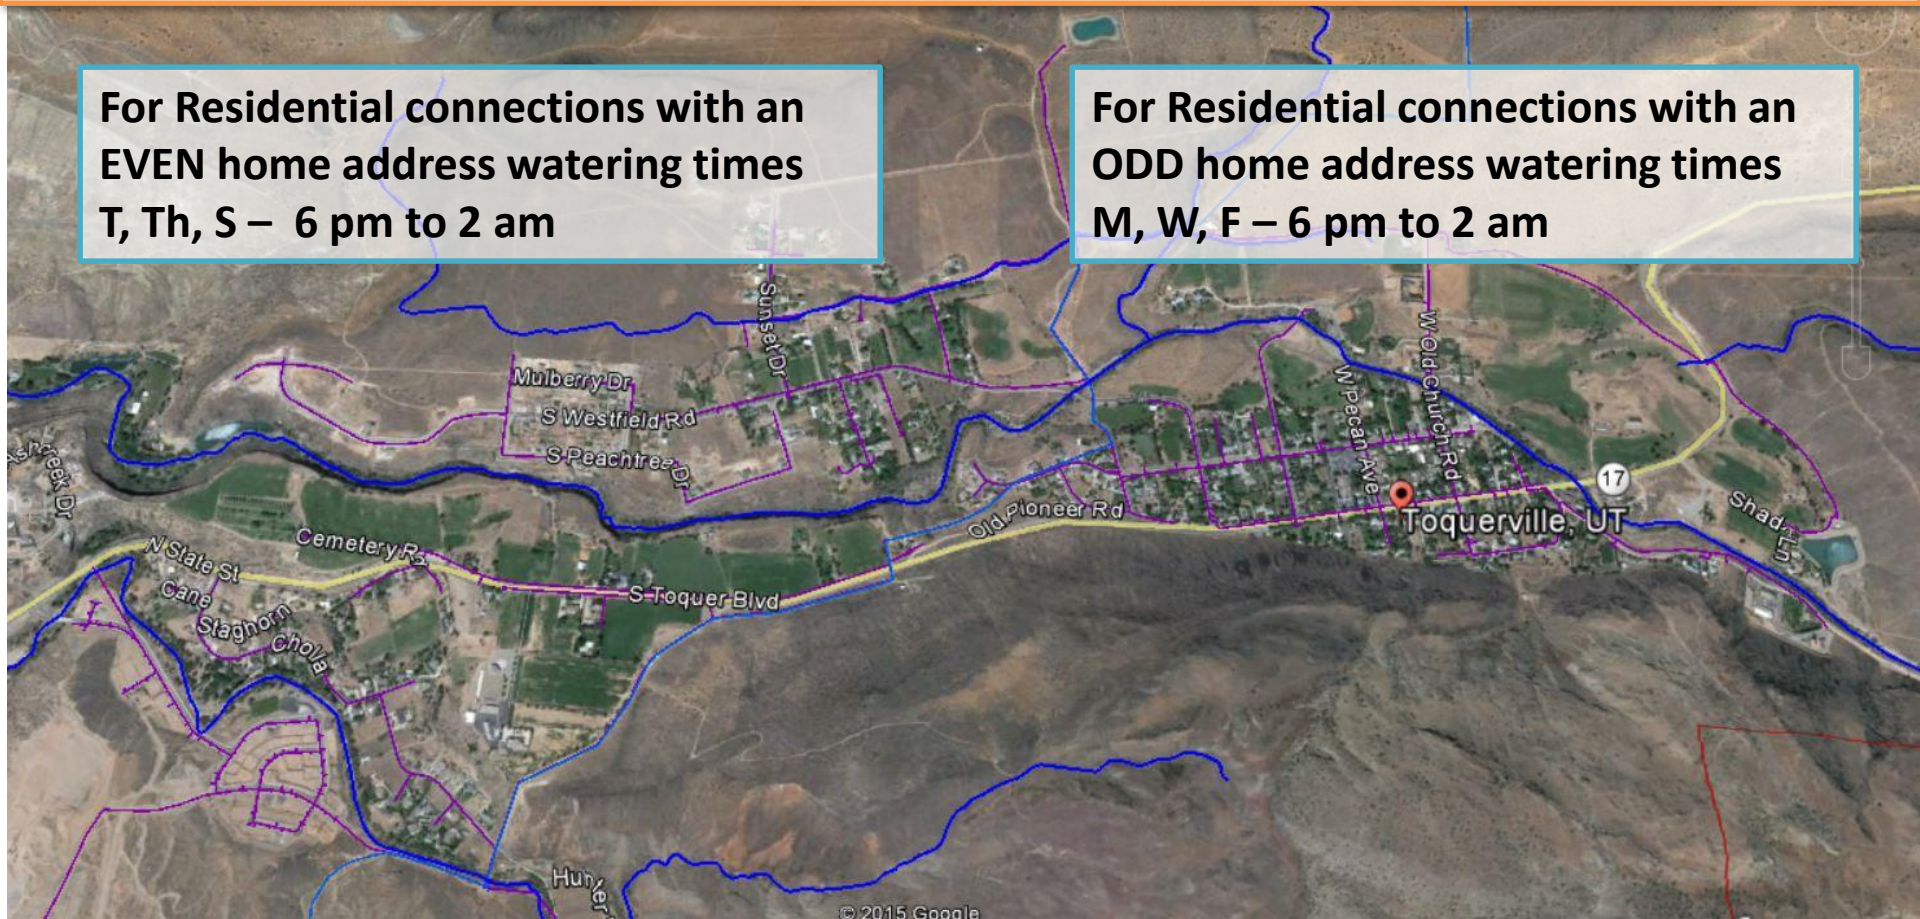 For Residential connections with an
EVEN home address watering times
T, Th, S – 6 pm to 2 am
For Residential connections with an
ODD home address watering times
M, W, F – 6 pm to 2 am
Sunset Dr
Mulberry Dr
S Westfield Rd
S Peachtree Dr
W Pecan Ave
W Old Church Rd
17
Toquerville, UT
Shad Ln
Old Pioneer Rd
Cemetery R
N State St
Cane
Staghorn
Cholla
S Toquer Blvd
© 2015 Google